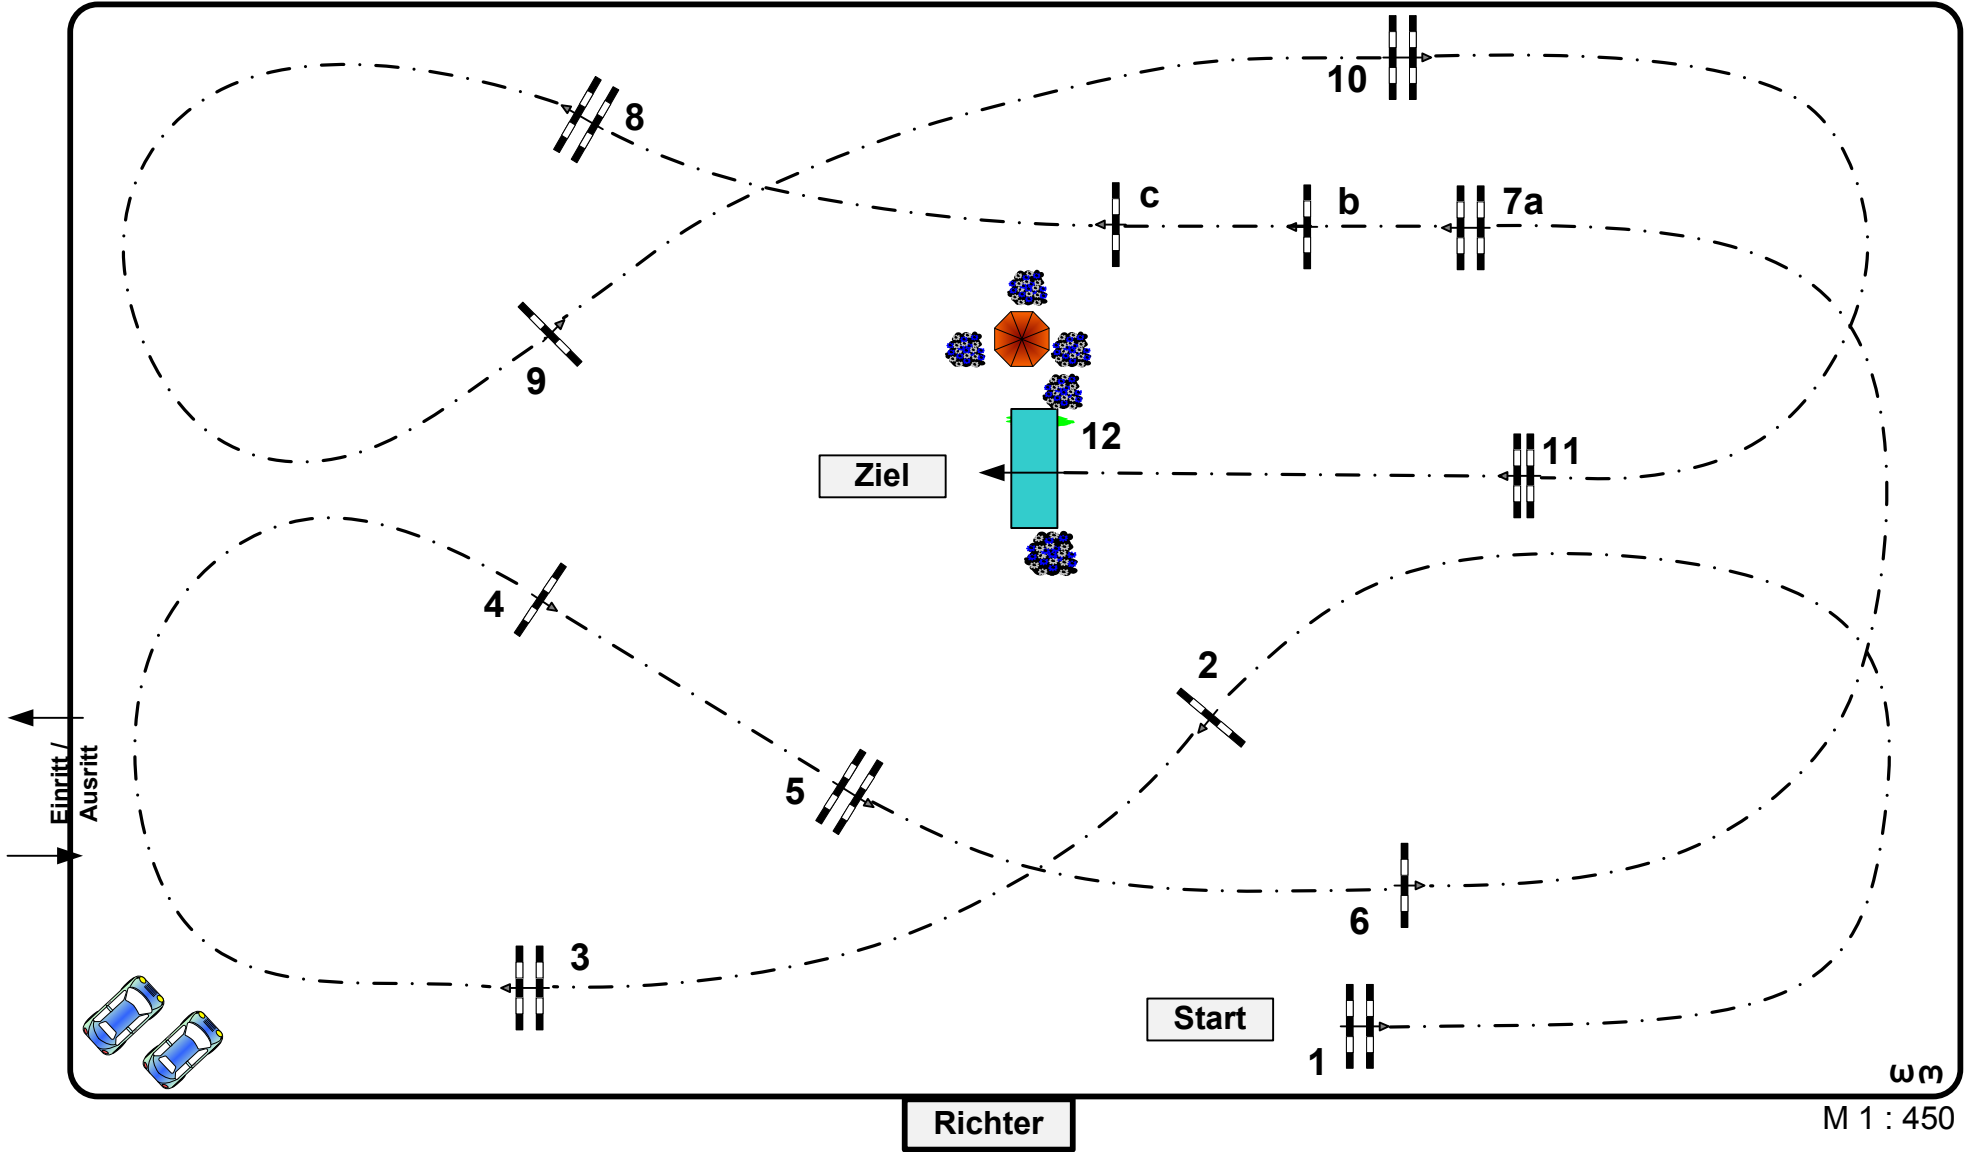 10
8
c
b
7a
9
12
Ziel
11
4
2
5
Einritt /
Ausritt
6
3
Start
1
ωm
Richter
M 1 : 450